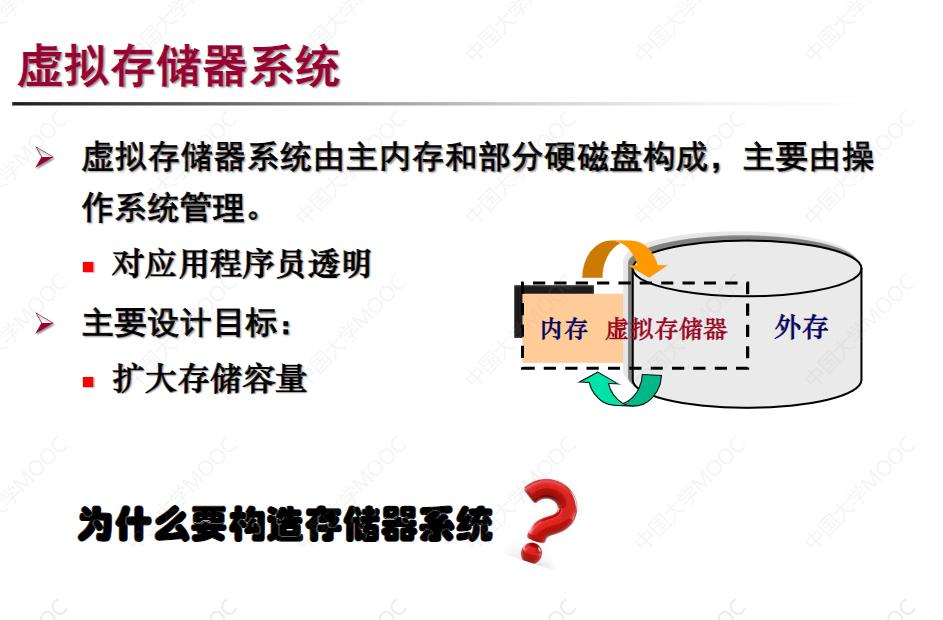 虚拟存储器系统
虚拟存储器系统由主内存和部分硬磁盘构成，主要由操
作系统管理。
对应用程序员透明
主要设计目标：
扩大存储容量
内存 虚拟存储器 外存
为什么要构造存储器系统
中国大学MOOC